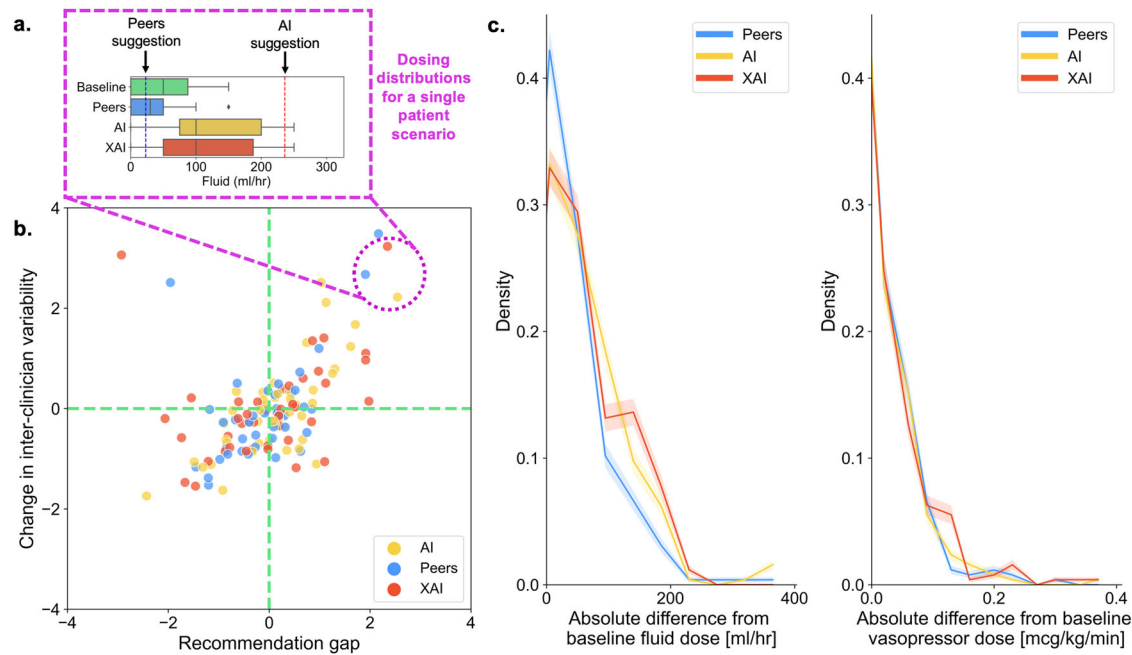 a.
Peers
suggestion
AI
suggestion
Baseline
Peers
AI
XAI
0
100
200
300
Fluid (ml/hr)
Dosing
distributions
for a single
patient
scenario
b.
4
2
0
−2
−4
−4
−2
0
2
4
Change in inter-clinician variability
Recommendation gap
AI
Peers
XAI
c.
Peers
AI
XAI
0.4
0.3
0.2
0.1
0.0
Density
0
200
400
Absolute difference from
baseline fluid dose [ml/hr]
Peers
AI
XAI
0.4
0.3
0.2
0.1
0.0
Density
0.0
0.2
0.4
Absolute difference from baseline
vasopressor dose [mcg/kg/min]